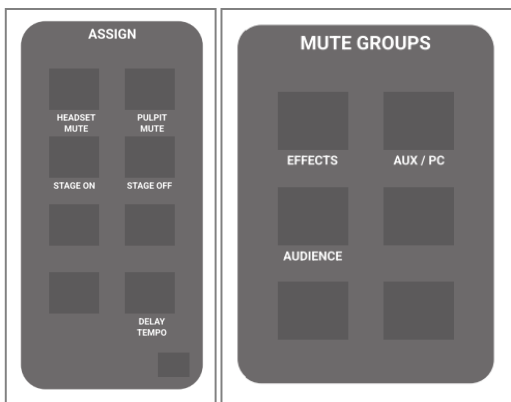 ASSIGN
HEADSET MUTE
PULPIT MUTE
STAGE ON
STAGE OFF
DELAY TEMPO
MUTE GROUPS
EFFECTS
AUX / PC
AUDIENCE